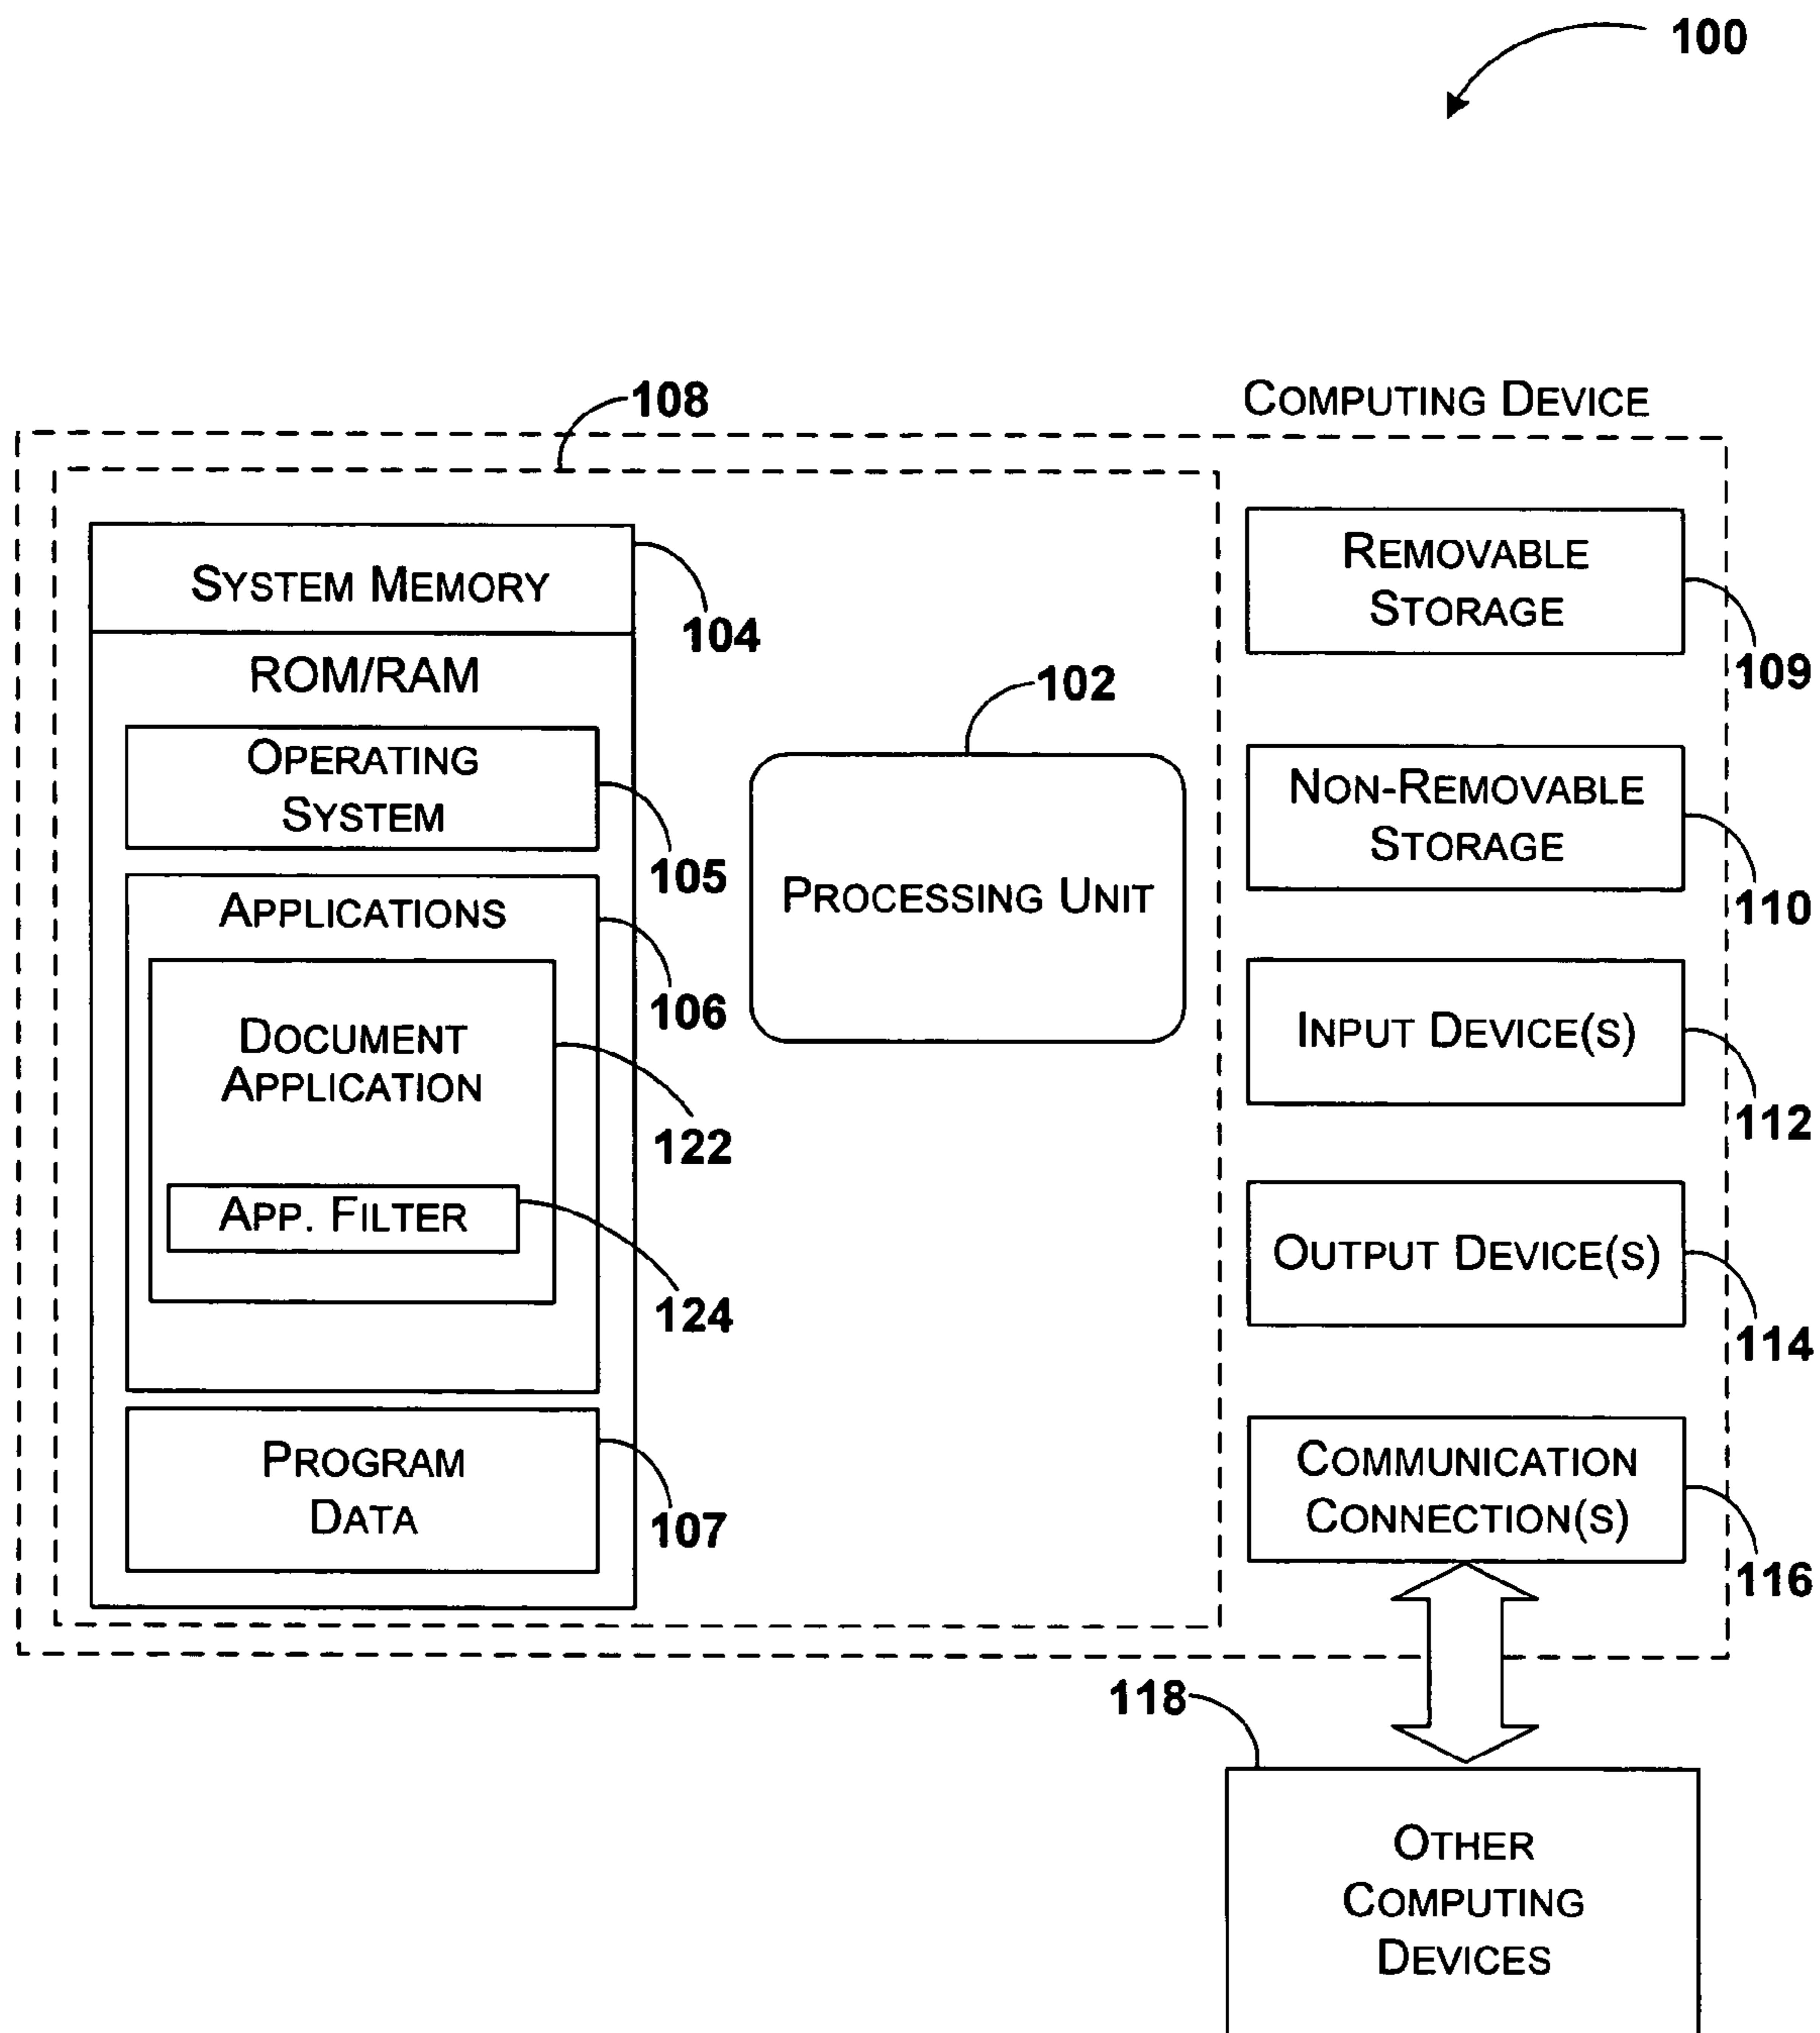 100
108
COMPUTING DEVICE
SYSTEM MEMORY
104
ROM/RAM
OPERATING
SYSTEM
105
APPLICATIONS
106
DOCUMENT
APPLICATION
122
APP. FILTER
124
PROGRAM
DATA
107
102
PROCESSING UNIT
REMOVABLE
STORAGE
109
NON-REMOVABLE
STORAGE
110
INPUT DEVICE(S)
112
OUTPUT DEVICE(S)
114
COMMUNICATION
CONNECTION(S)
116
118
OTHER
COMPUTING
DEVICES